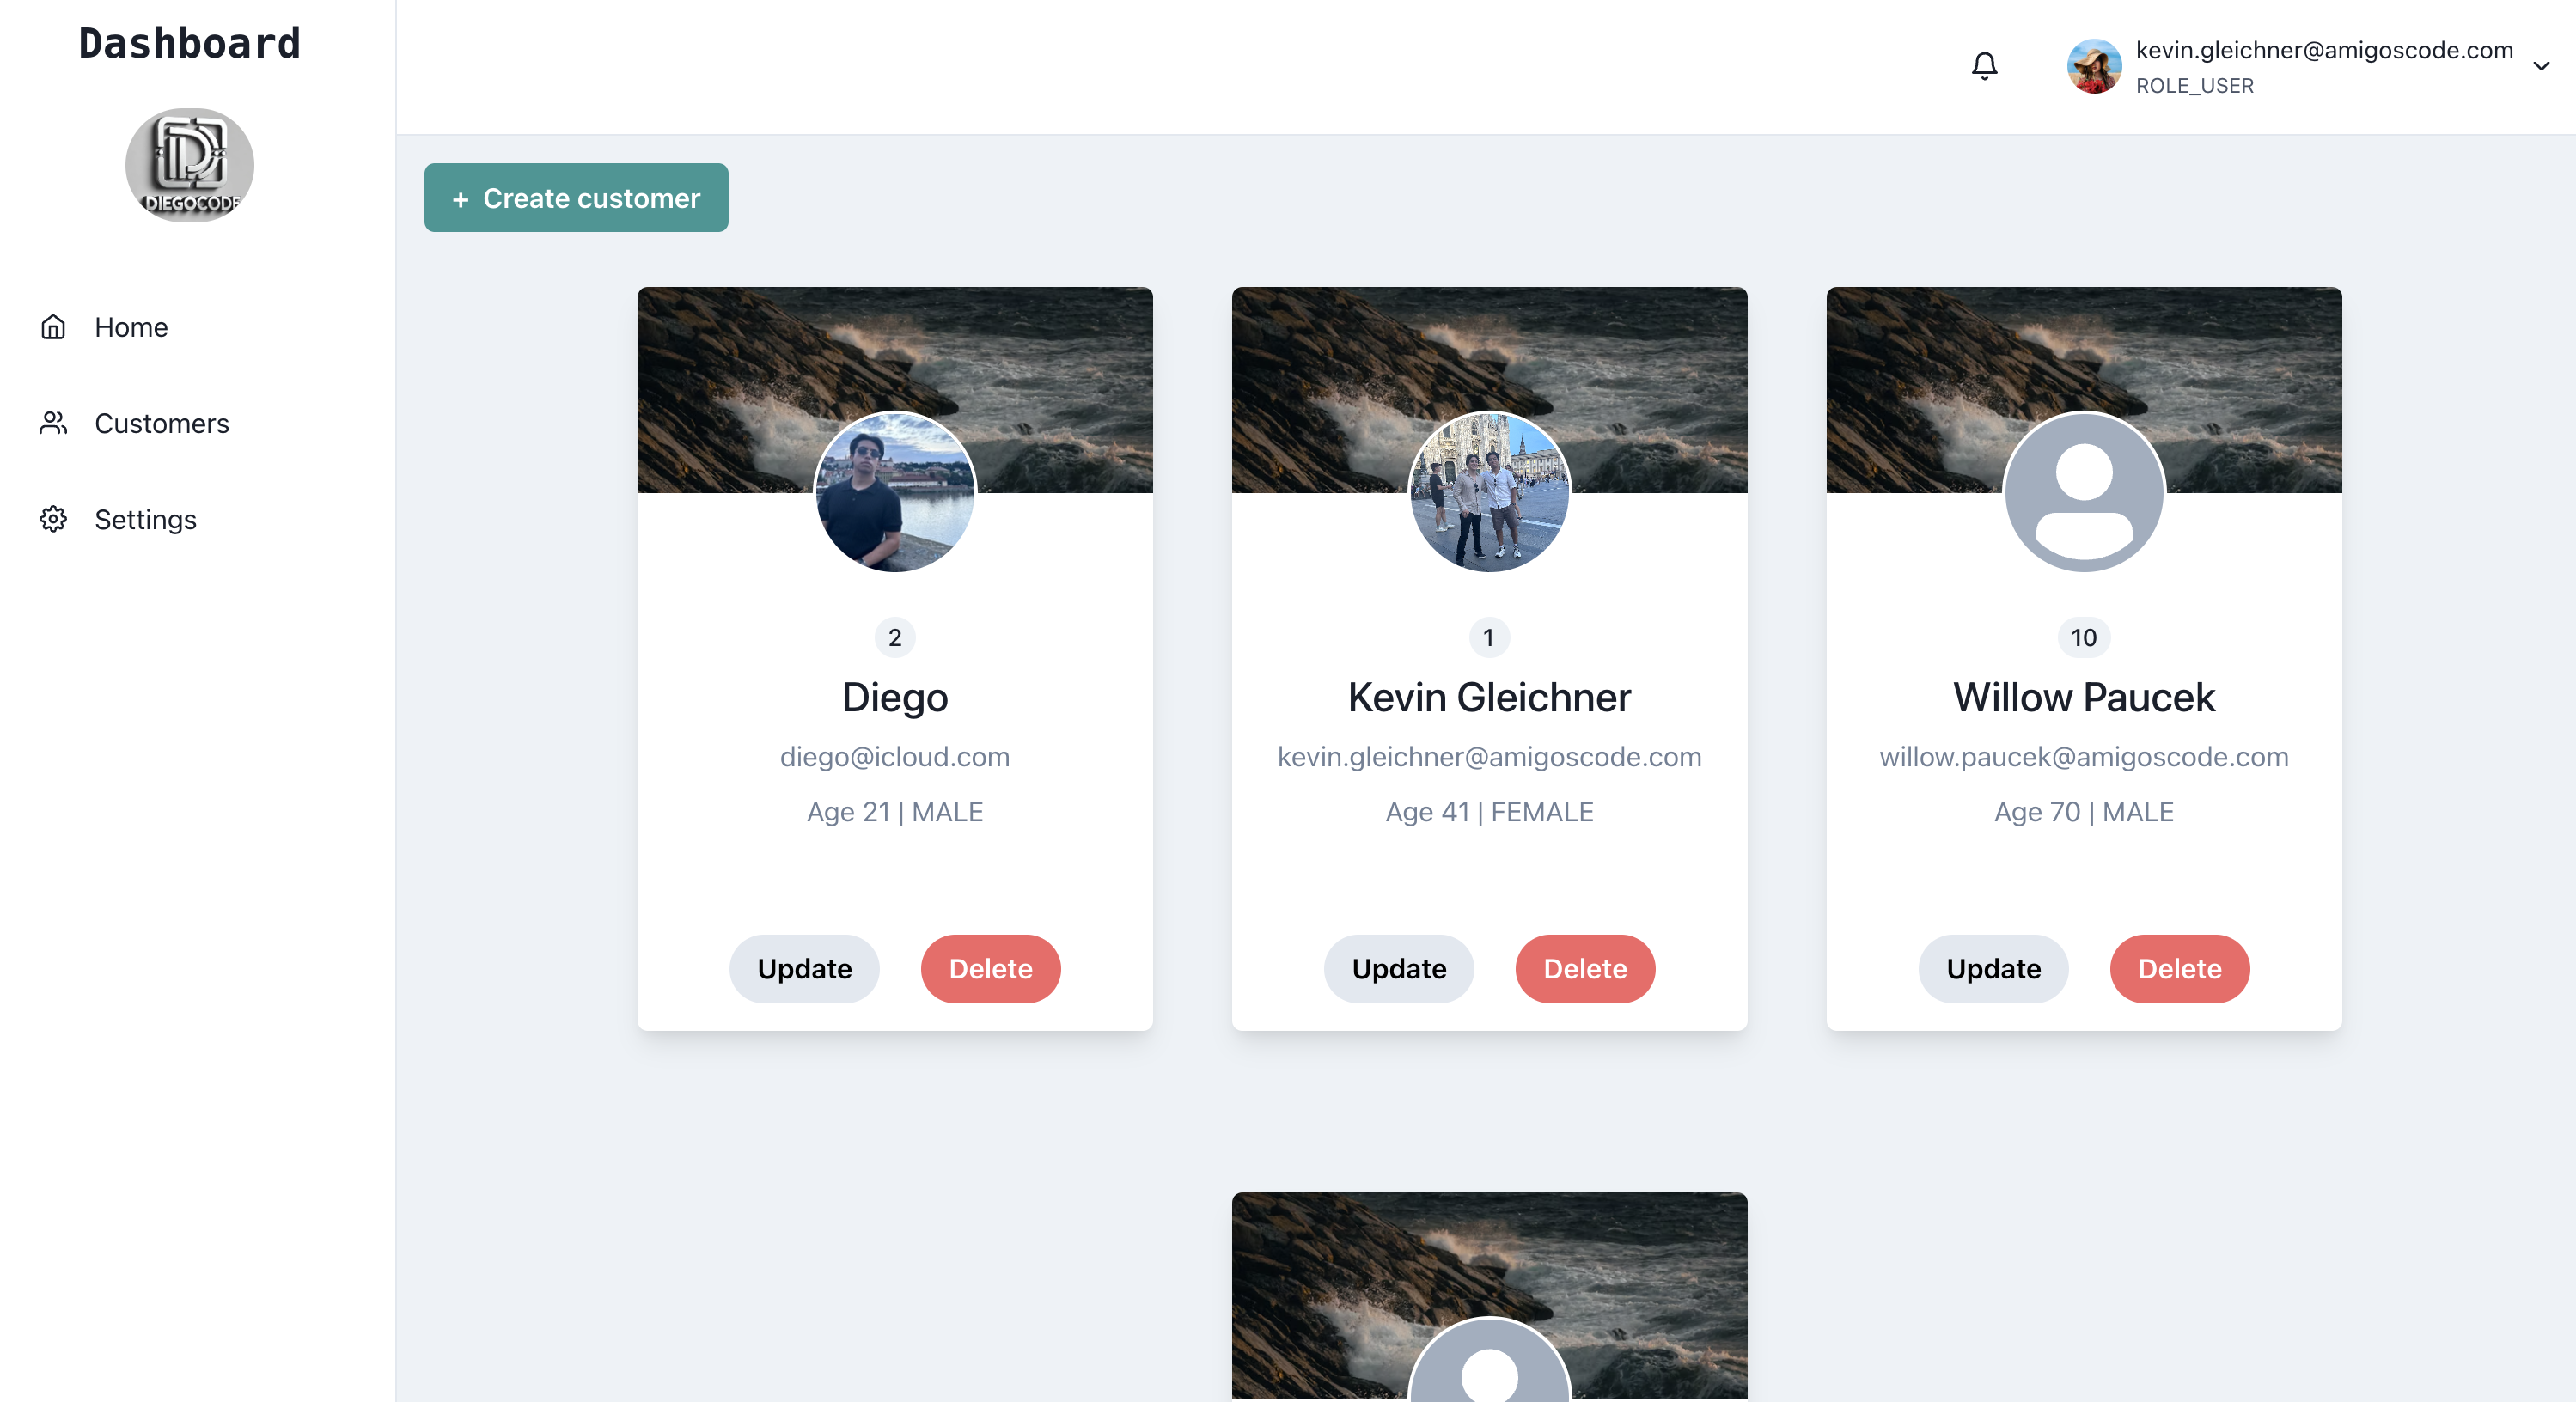 Dashboard
DIEGOCODE
Home
Customers
Settings
kevin.gleichner@amigoscode.com
ROLE_USER
+ Create customer
2
Diego
diego@icloud.com
Age 21 | MALE
Update Delete
1
Kevin Gleichner
kevin.gleichner@amigoscode.com
Age 41 | FEMALE
Update Delete
10
Willow Paucek
willow.paucek@amigoscode.com
Age 70 | MALE
Update Delete